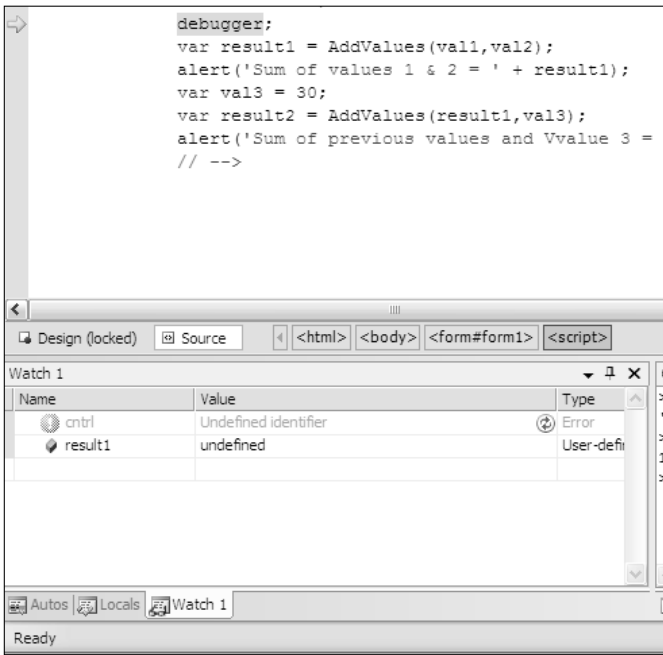 debugger;
var result1 = AddValues(val1,val2);
alert('Sum of values 1 & 2 = ' + result1);
var val3 = 30;
var result2 = AddValues(result1,val3);
alert('Sum of previous values and Vvalue 3 =
// -->
Design (locked) Source <html> <body> <form#form1> <script>
Watch 1
Name Value Type
cntrl Undefined identifier Error
result1 undefined User-defin
Autos Locals Watch 1
Ready